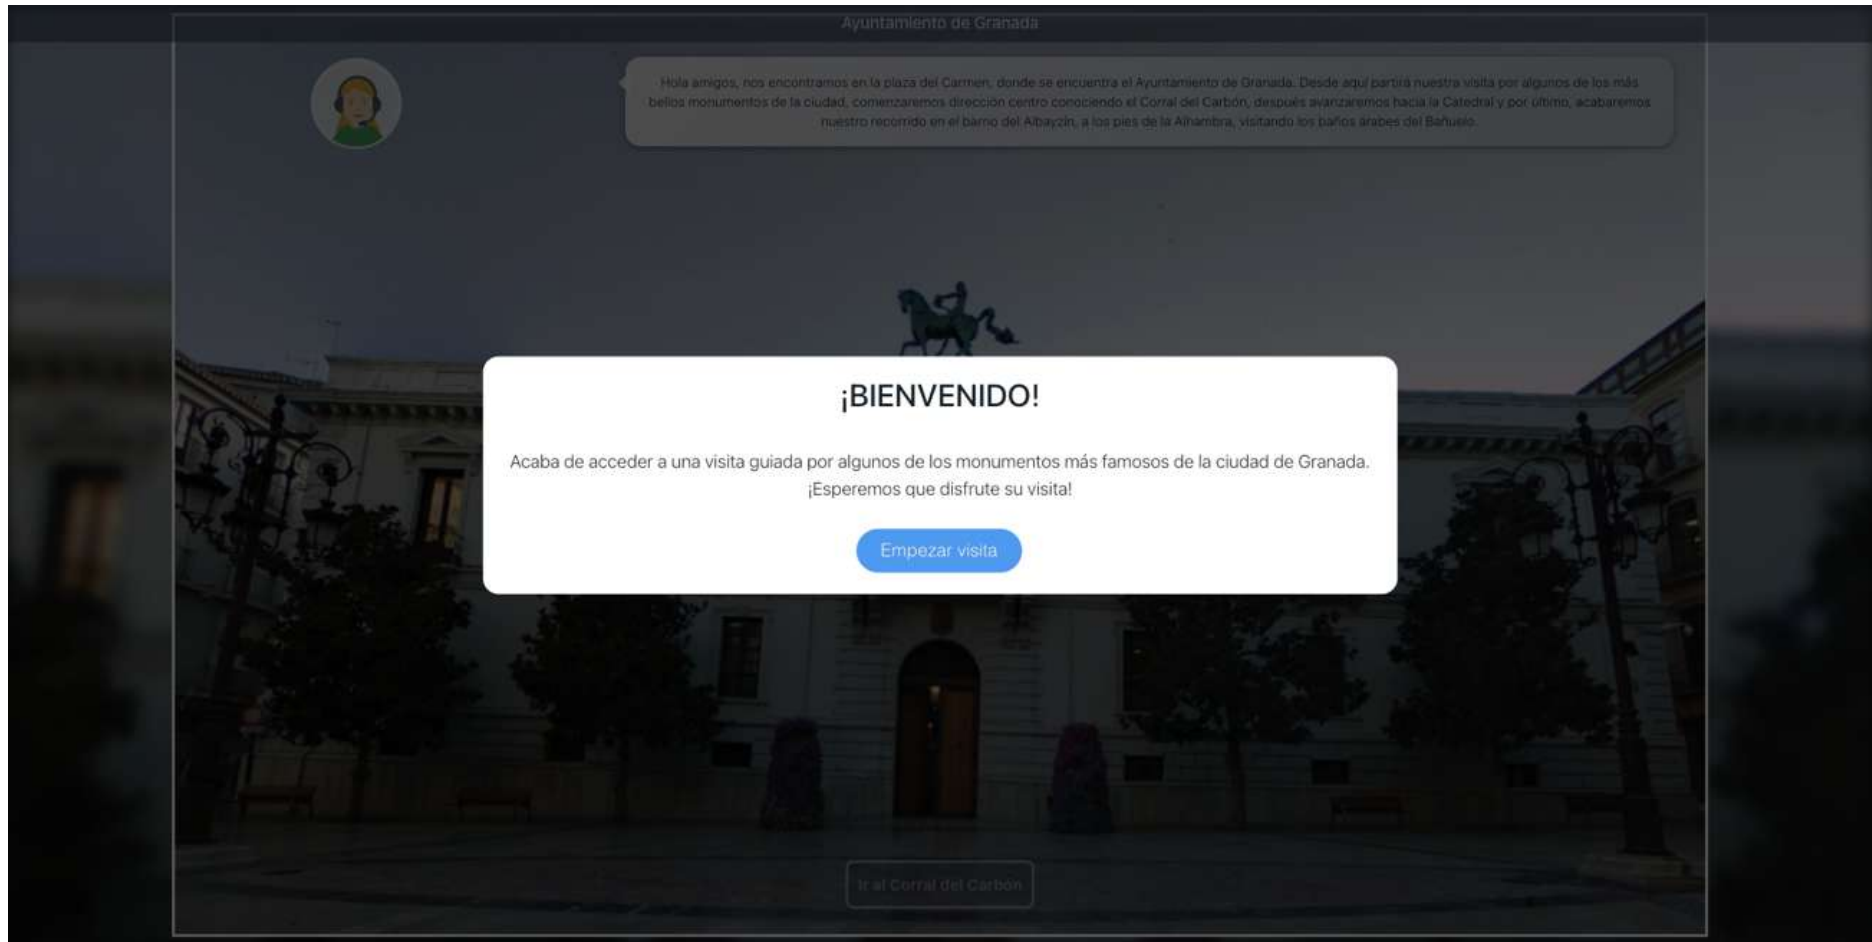 Ayuntamiento de Granada
Hola amigos, nos encontramos en la plaza del Carmen, donde se encuentra el Ayuntamiento de Granada. Desde aquí partirá nuestra visita por algunos de los más
bellos monumentos de la ciudad, comenzaremos dirección centro conociendo el Corral del Carbón, después avanzaremos hacia la Catedral y por último, acabaremos
nuestro recorrido en el barrio del Albayzín, a los pies de la Alhambra, visitando los baños árabes del Bañuelo.
¡BIENVENIDO!
Acaba de acceder a una visita guiada por algunos de los monumentos más famosos de la ciudad de Granada.
¡Esperemos que disfrute su visita!
Empezar visita
Ir al Corral del Carbón